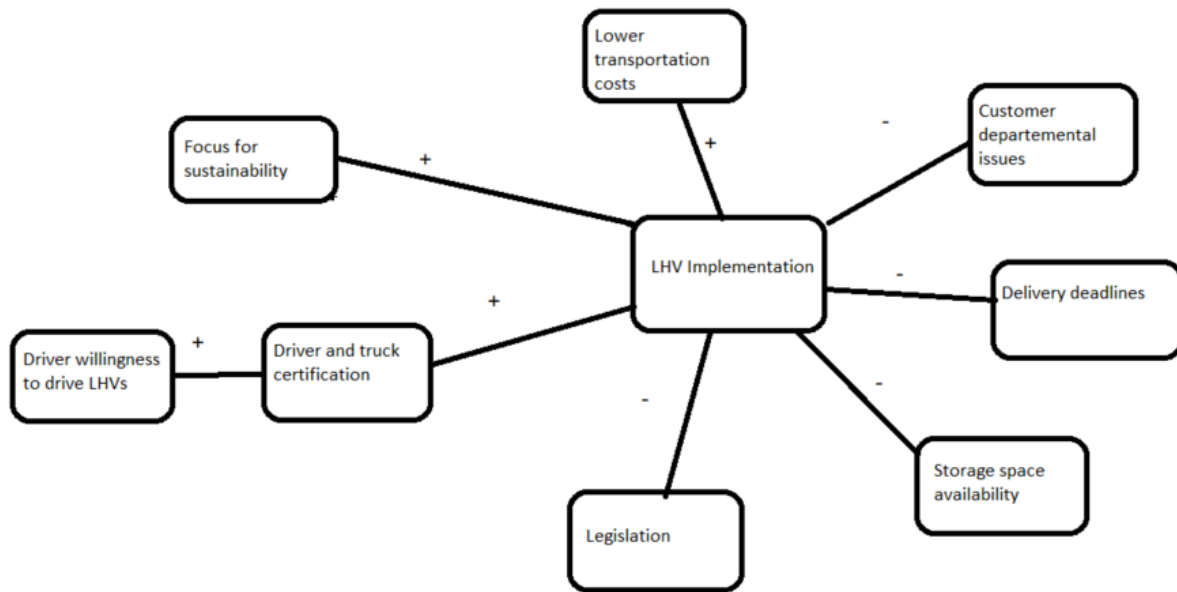 Lower
transportation
costs
+
-
Customer
departemental
issues
Focus for
sustainability
+
+
LHV Implementation
-
Delivery deadlines
+
Driver willingness
to drive LHVs
+
Driver and truck
certification
-
-
Storage space
availability
Legislation